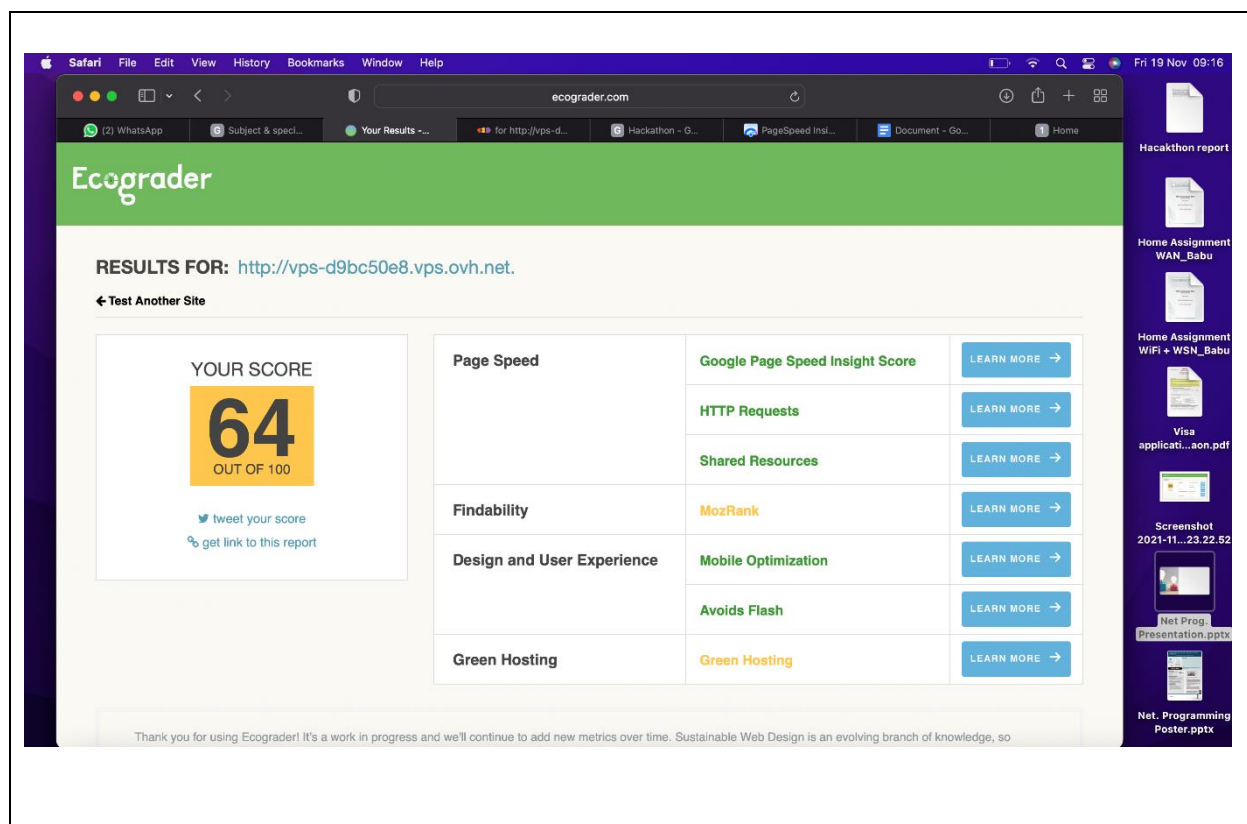 Safari File Edit View History Bookmarks Window Help Fri 19 Nov 09:16
ecograder.com
(2) WhatsApp Subject & speci... Your Results -... for http://vps-d... Hackathon - G... PageSpeed Insi... Document - Go... 1 Home
Ecograder
RESULTS FOR: http://vps-d9bc50e8.vps.ovh.net.
Test Another Site
YOUR SCORE
64
OUT OF 100
tweet your score
get link to this report
Page Speed Google Page Speed Insight Score LEARN MORE
HTTP Requests LEARN MORE
Shared Resources LEARN MORE
Findability MozRank LEARN MORE
Design and User Experience Mobile Optimization LEARN MORE
Avoids Flash LEARN MORE
Green Hosting Green Hosting LEARN MORE
Thank you for using Ecograder! It's a work in progress and we'll continue to add new metrics over time. Sustainable Web Design is an evolving branch of knowledge, so
Hacakthon report
Home Assignment
WAN_Babu
Home Assignment
WiFi + WSN_Babu
Visa
applicati...aon.pdf
Screenshot
2021-11...23.22.52
Net Prog.
Presentation.pptx
Net. Programming
Poster.pptx